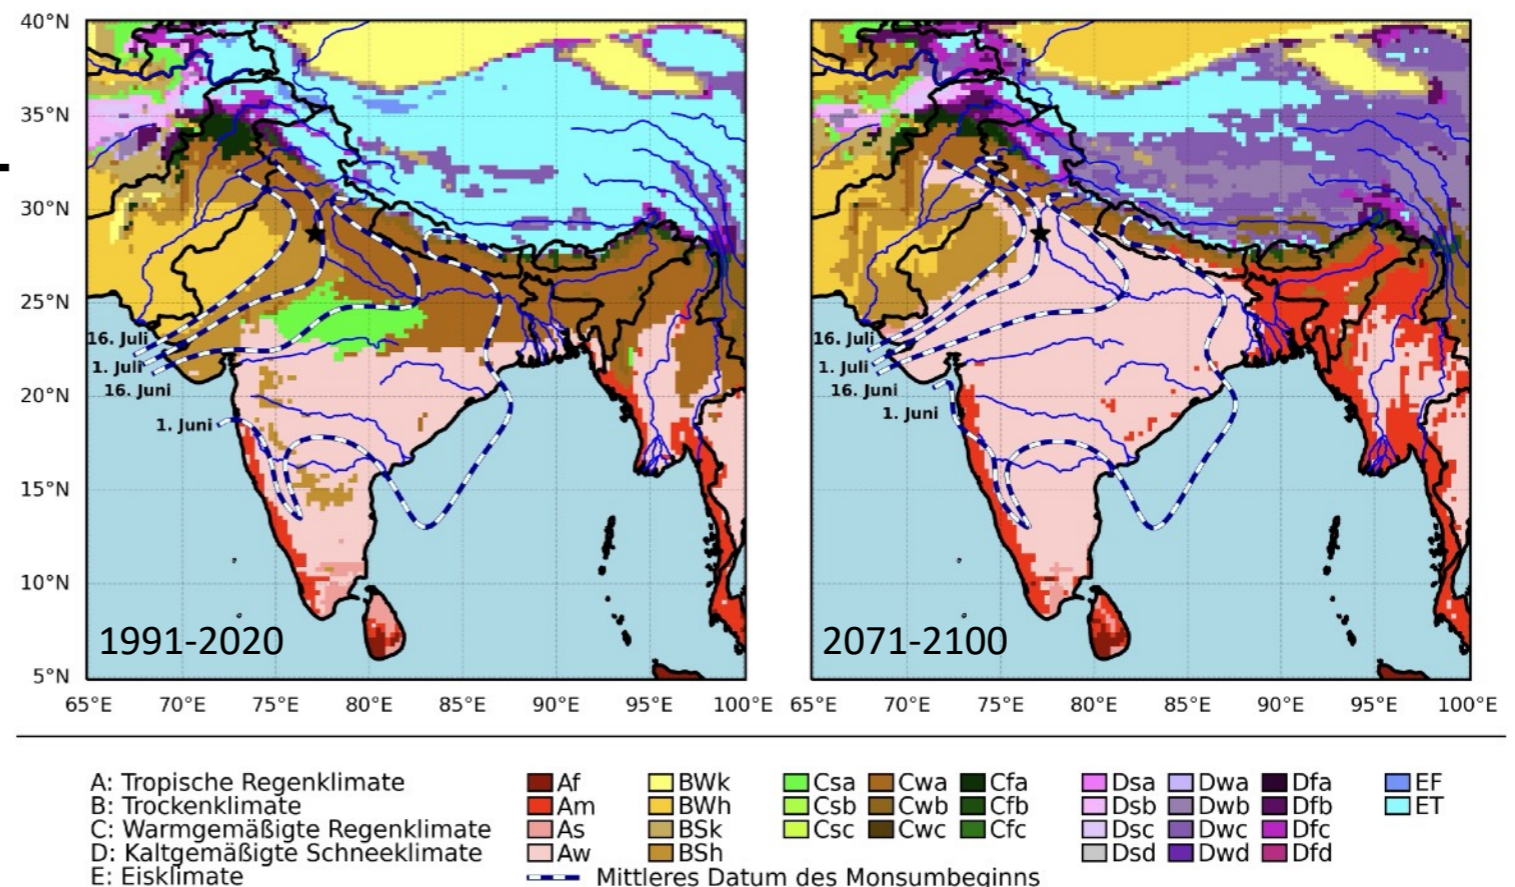 40°N
35°N
30°N
25°N
20°N
15°N
10°N
5°N
16. Juli
1. Juli
16. Juni
1. Juni
1991-2020
65°E 70°E 75°E 80°E 85°E 90°E 95°E 100°E
16. Juli
1. Juli
16. Juni
1. Juni
2071-2100
65°E 70°E 75°E 80°E 85°E 90°E 95°E 100°E
A: Tropische Regenklimate
B: Trockenklimate
C: Warmgemäßigte Regenklimate
D: Kaltgemäßigte Schneeklimate
E: Eisklimate
Af BWk Csa Cwa Cfa Dsa Dwa Dfa EF
Am BWh Csb Cwb Cfb Dsb Dwb Dfb ET
As BSk Csc Cwc Cfc Dsc Dwc Dfc
Aw BSh Dsd Dwd Dfd
Mittleres Datum des Monsumbeginns